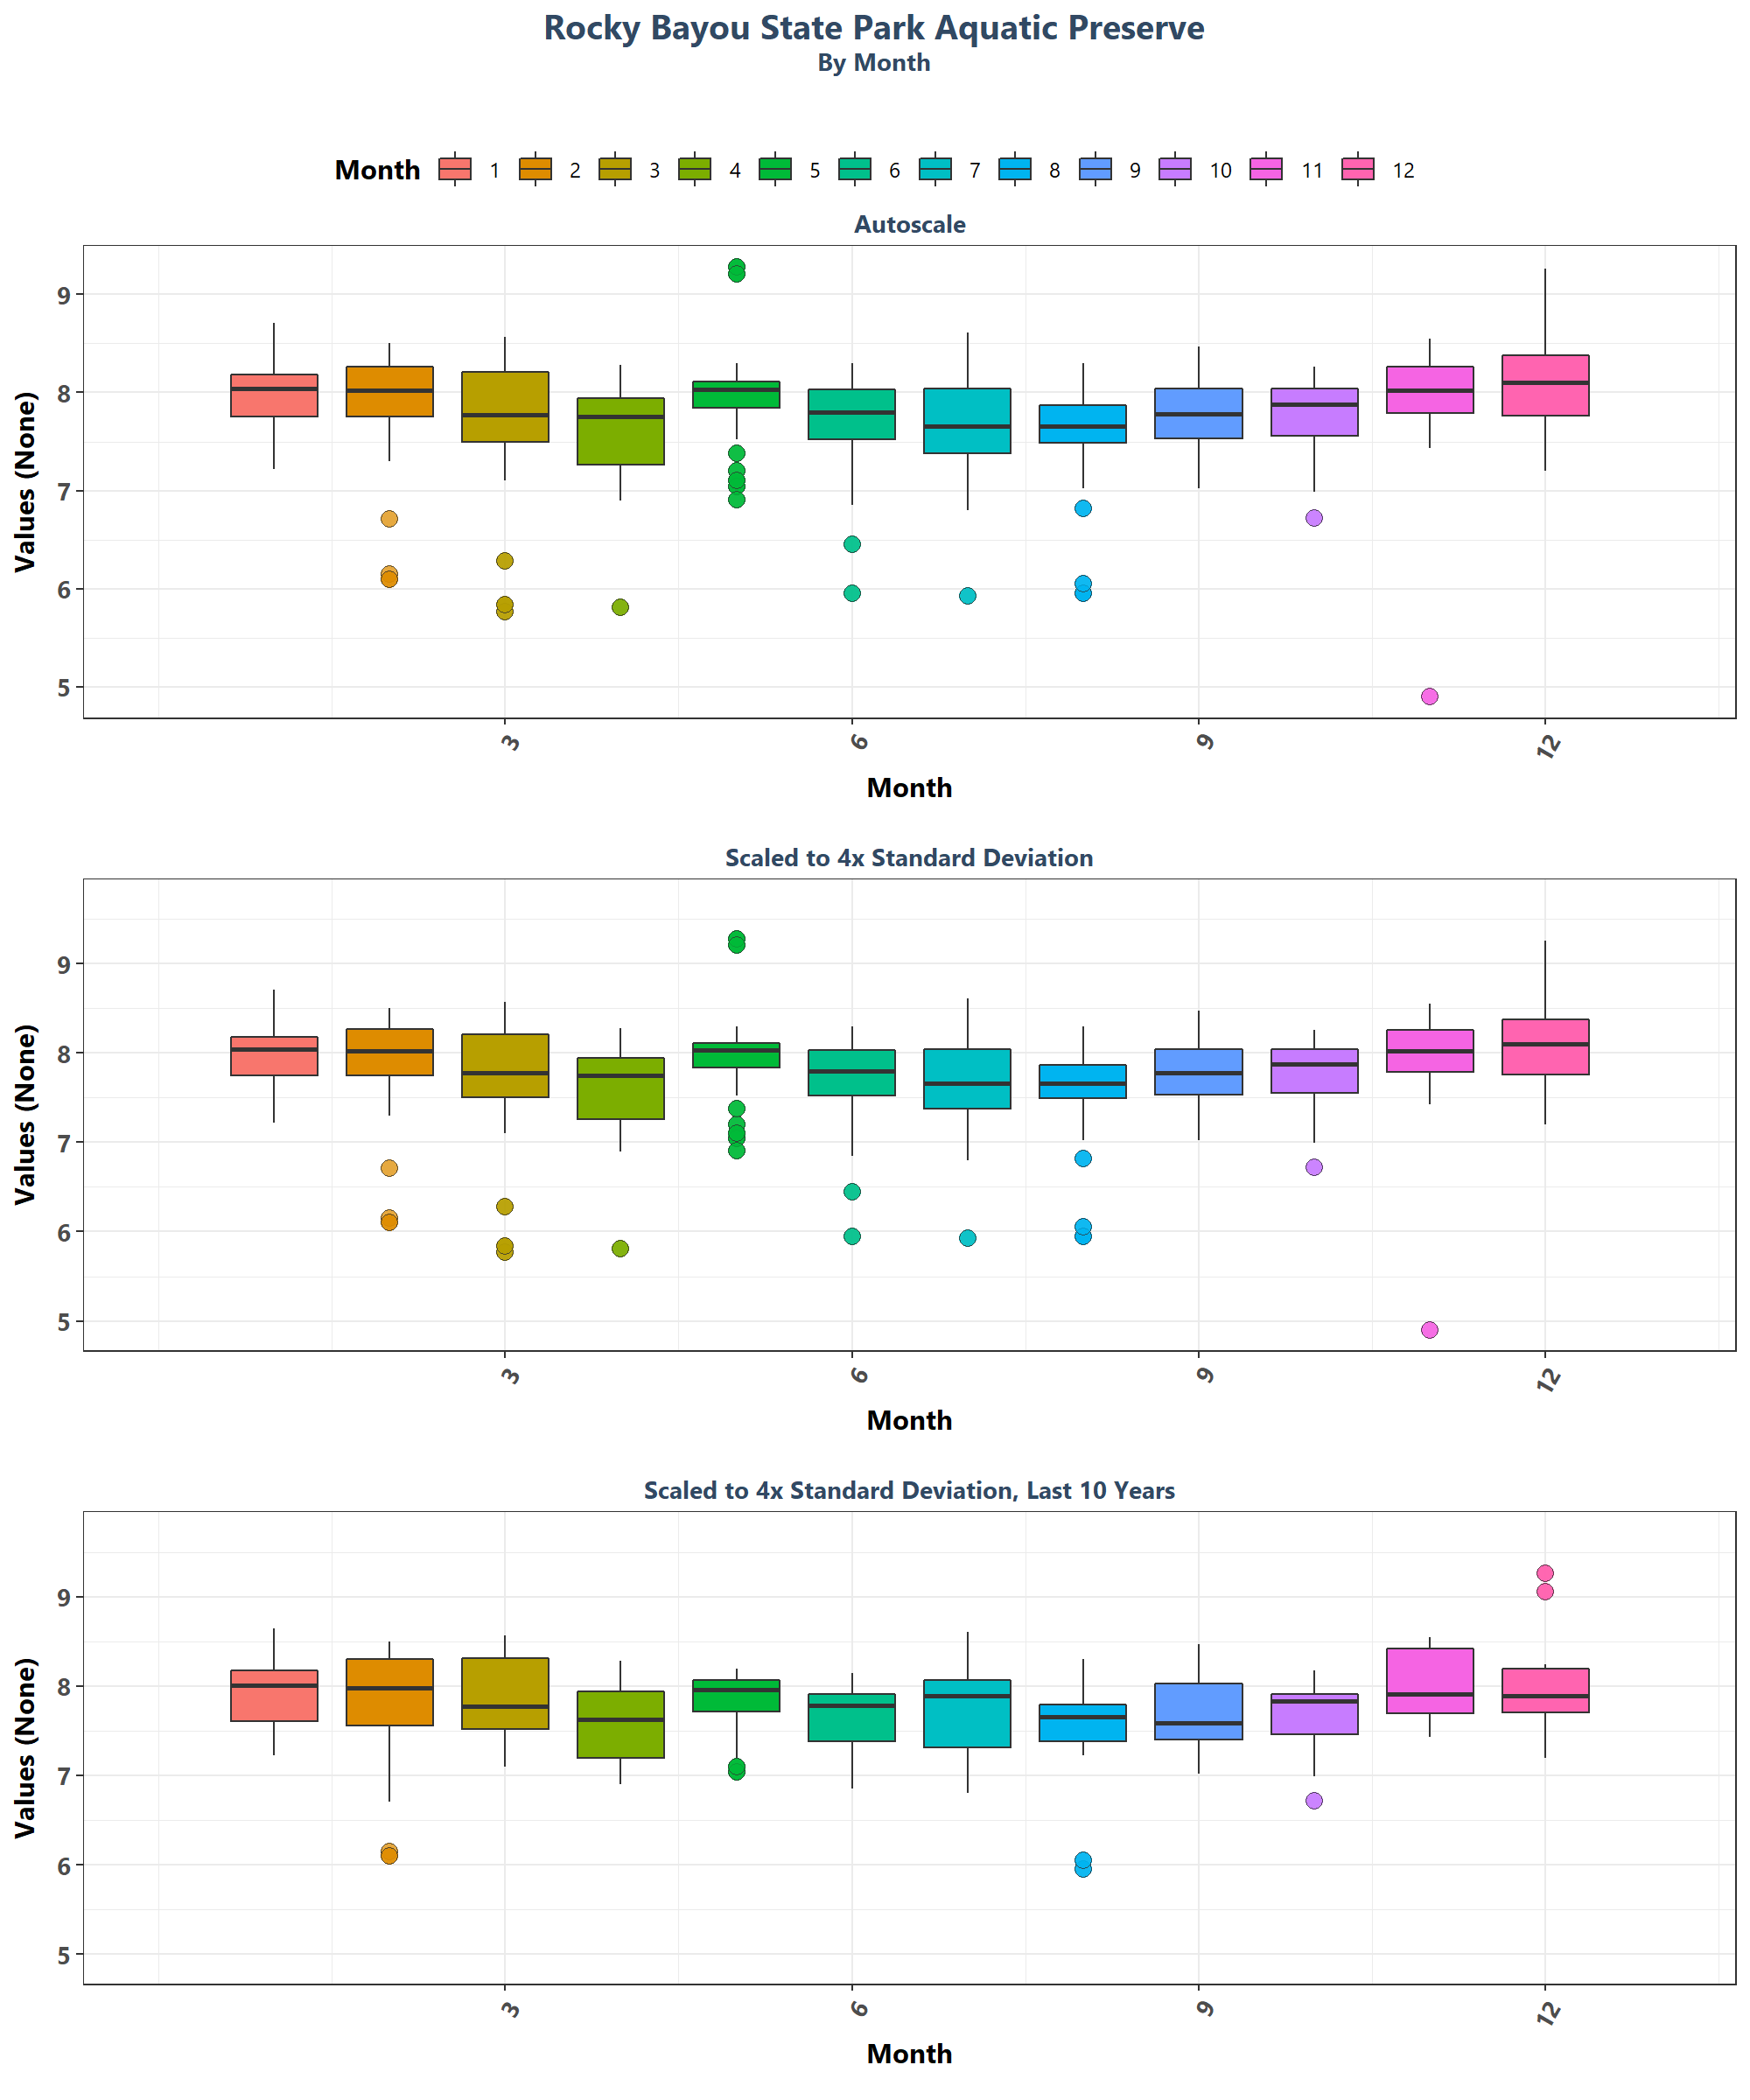 Rocky Bayou State Park Aquatic Preserve
By Month
Month 1 2 3 4 5 6 7 8 9 10 11 12
Autoscale
Values (None)
9
8
7
6
5
3 6 9 12
Month
Scaled to 4x Standard Deviation
Values (None)
9
8
7
6
5
3 6 9 12
Month
Scaled to 4x Standard Deviation, Last 10 Years
Values (None)
9
8
7
6
5
3 6 9 12
Month